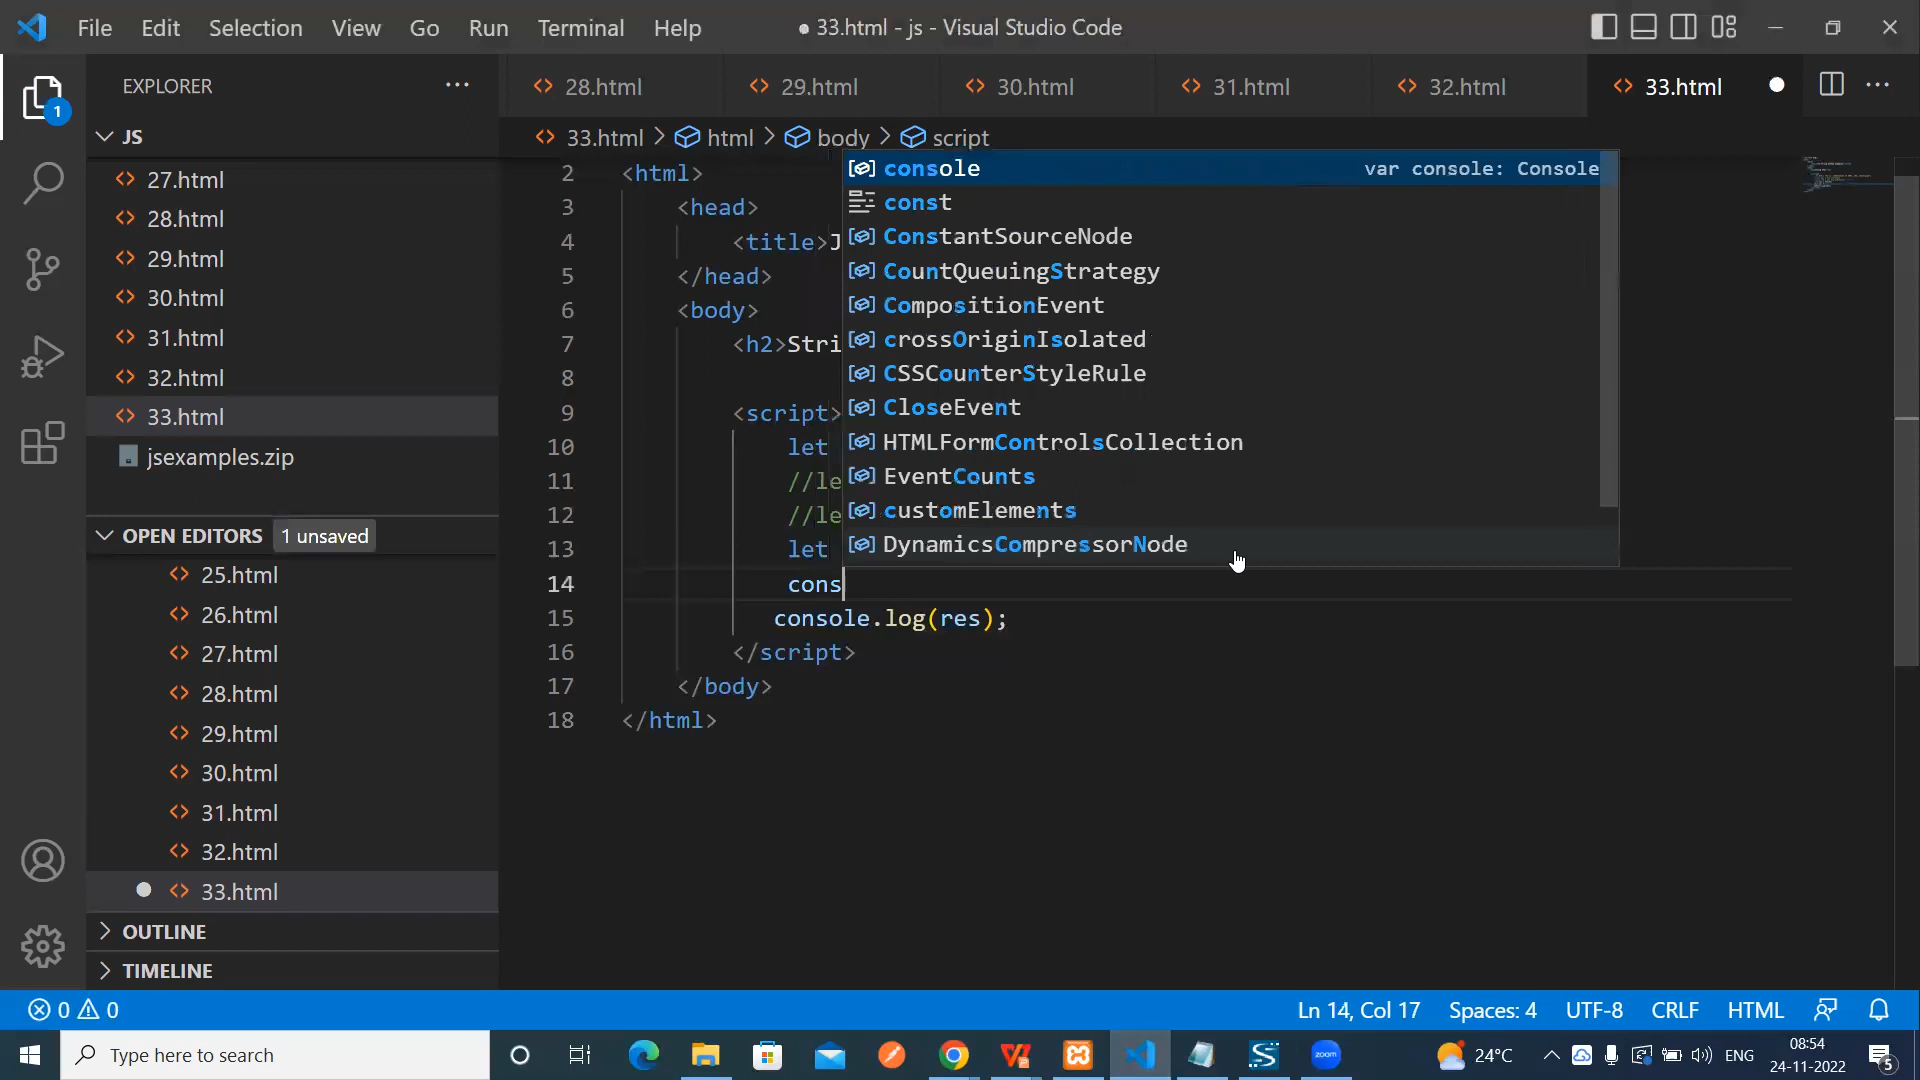 File Edit Selection View Go Run Terminal Help
33.html - js - Visual Studio Code
EXPLORER
28.html
29.html
30.html
31.html
32.html
33.html
1
JS
33.html > html > body > script
27.html
28.html
29.html
30.html
31.html
32.html
33.html
jsexamples.zip
OPEN EDITORS 1 unsaved
25.html
26.html
27.html
28.html
29.html
30.html
31.html
32.html
33.html
OUTLINE
TIMELINE
2 <html>
3 <head>
4 <title>J
5 </head>
6 <body>
7 <h2>Stri
8
9 <script>
10 let
11 //le
12 //le
13 let
14 cons
15 console.log(res);
16 </script>
17 </body>
18 </html>
console var console: Console
const
ConstantSourceNode
CountQueuingStrategy
CompositionEvent
crossOriginIsolated
CSSCounterStyleRule
CloseEvent
HTMLFormControlsCollection
EventCounts
customElements
DynamicsCompressorNode
0 0
Ln 14, Col 17 Spaces: 4 UTF-8 CRLF HTML
Type here to search
zoom
24°C
ENG
08:54
24-11-2022
5